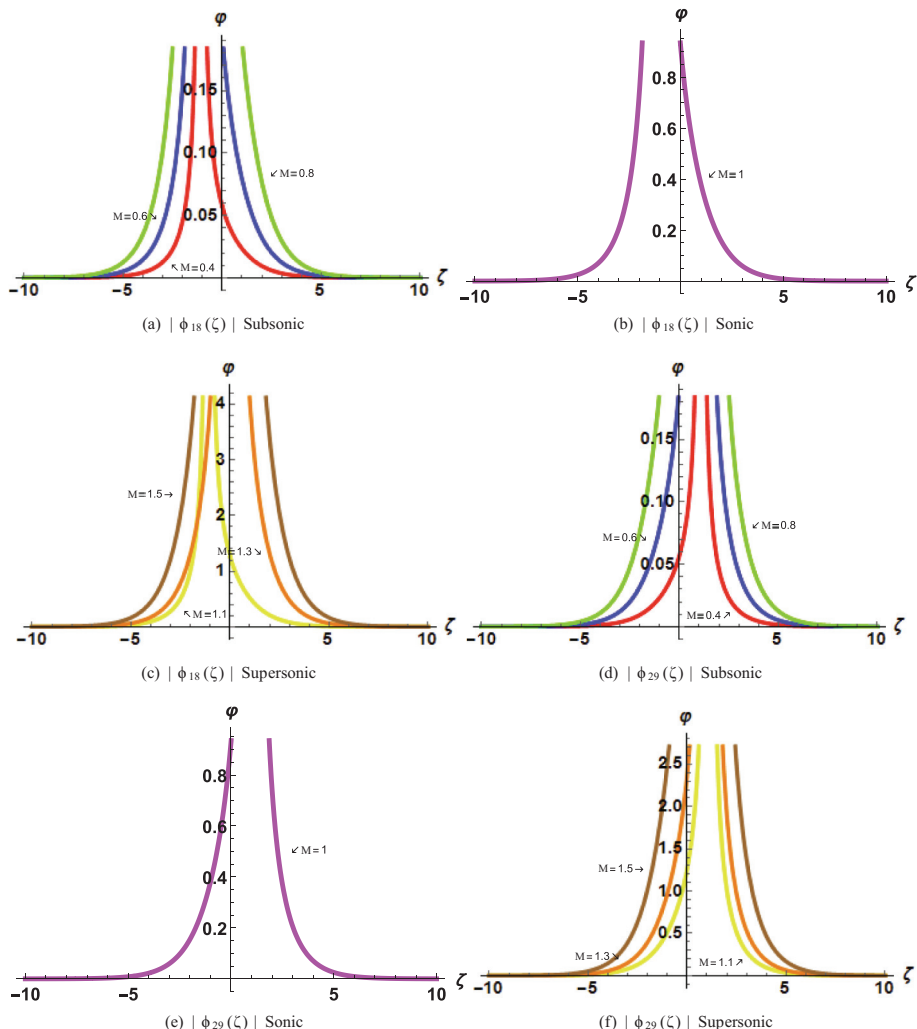 φ
0.15
0.10
M=0.8
M=0.6
0.05
M=0.4
−10 −5 5 10 ζ
(a) | ϕ18(ζ) | Subsonic
φ
0.8
0.6
0.4
M=1
0.2
−10 −5 5 10 ζ
(b) | ϕ18(ζ) | Sonic
φ
4
3
M=1.5→
2
M=1.3
1
M=1.1
−10 −5 5 10 ζ
(c) | ϕ18(ζ) | Supersonic
φ
0.15
0.10
M=0.8
M=0.6
0.05
M=0.4
−10 −5 5 10 ζ
(d) | ϕ29(ζ) | Subsonic
φ
0.8
0.6
M=1
0.4
0.2
−10 −5 5 10 ζ
(e) | ϕ29(ζ) | Sonic
φ
2.5
2.0
1.5
M=1.5→
1.0
0.5
M=1.3
M=1.1
−10 −5 5 10 ζ
(f) | ϕ29(ζ) | Supersonic